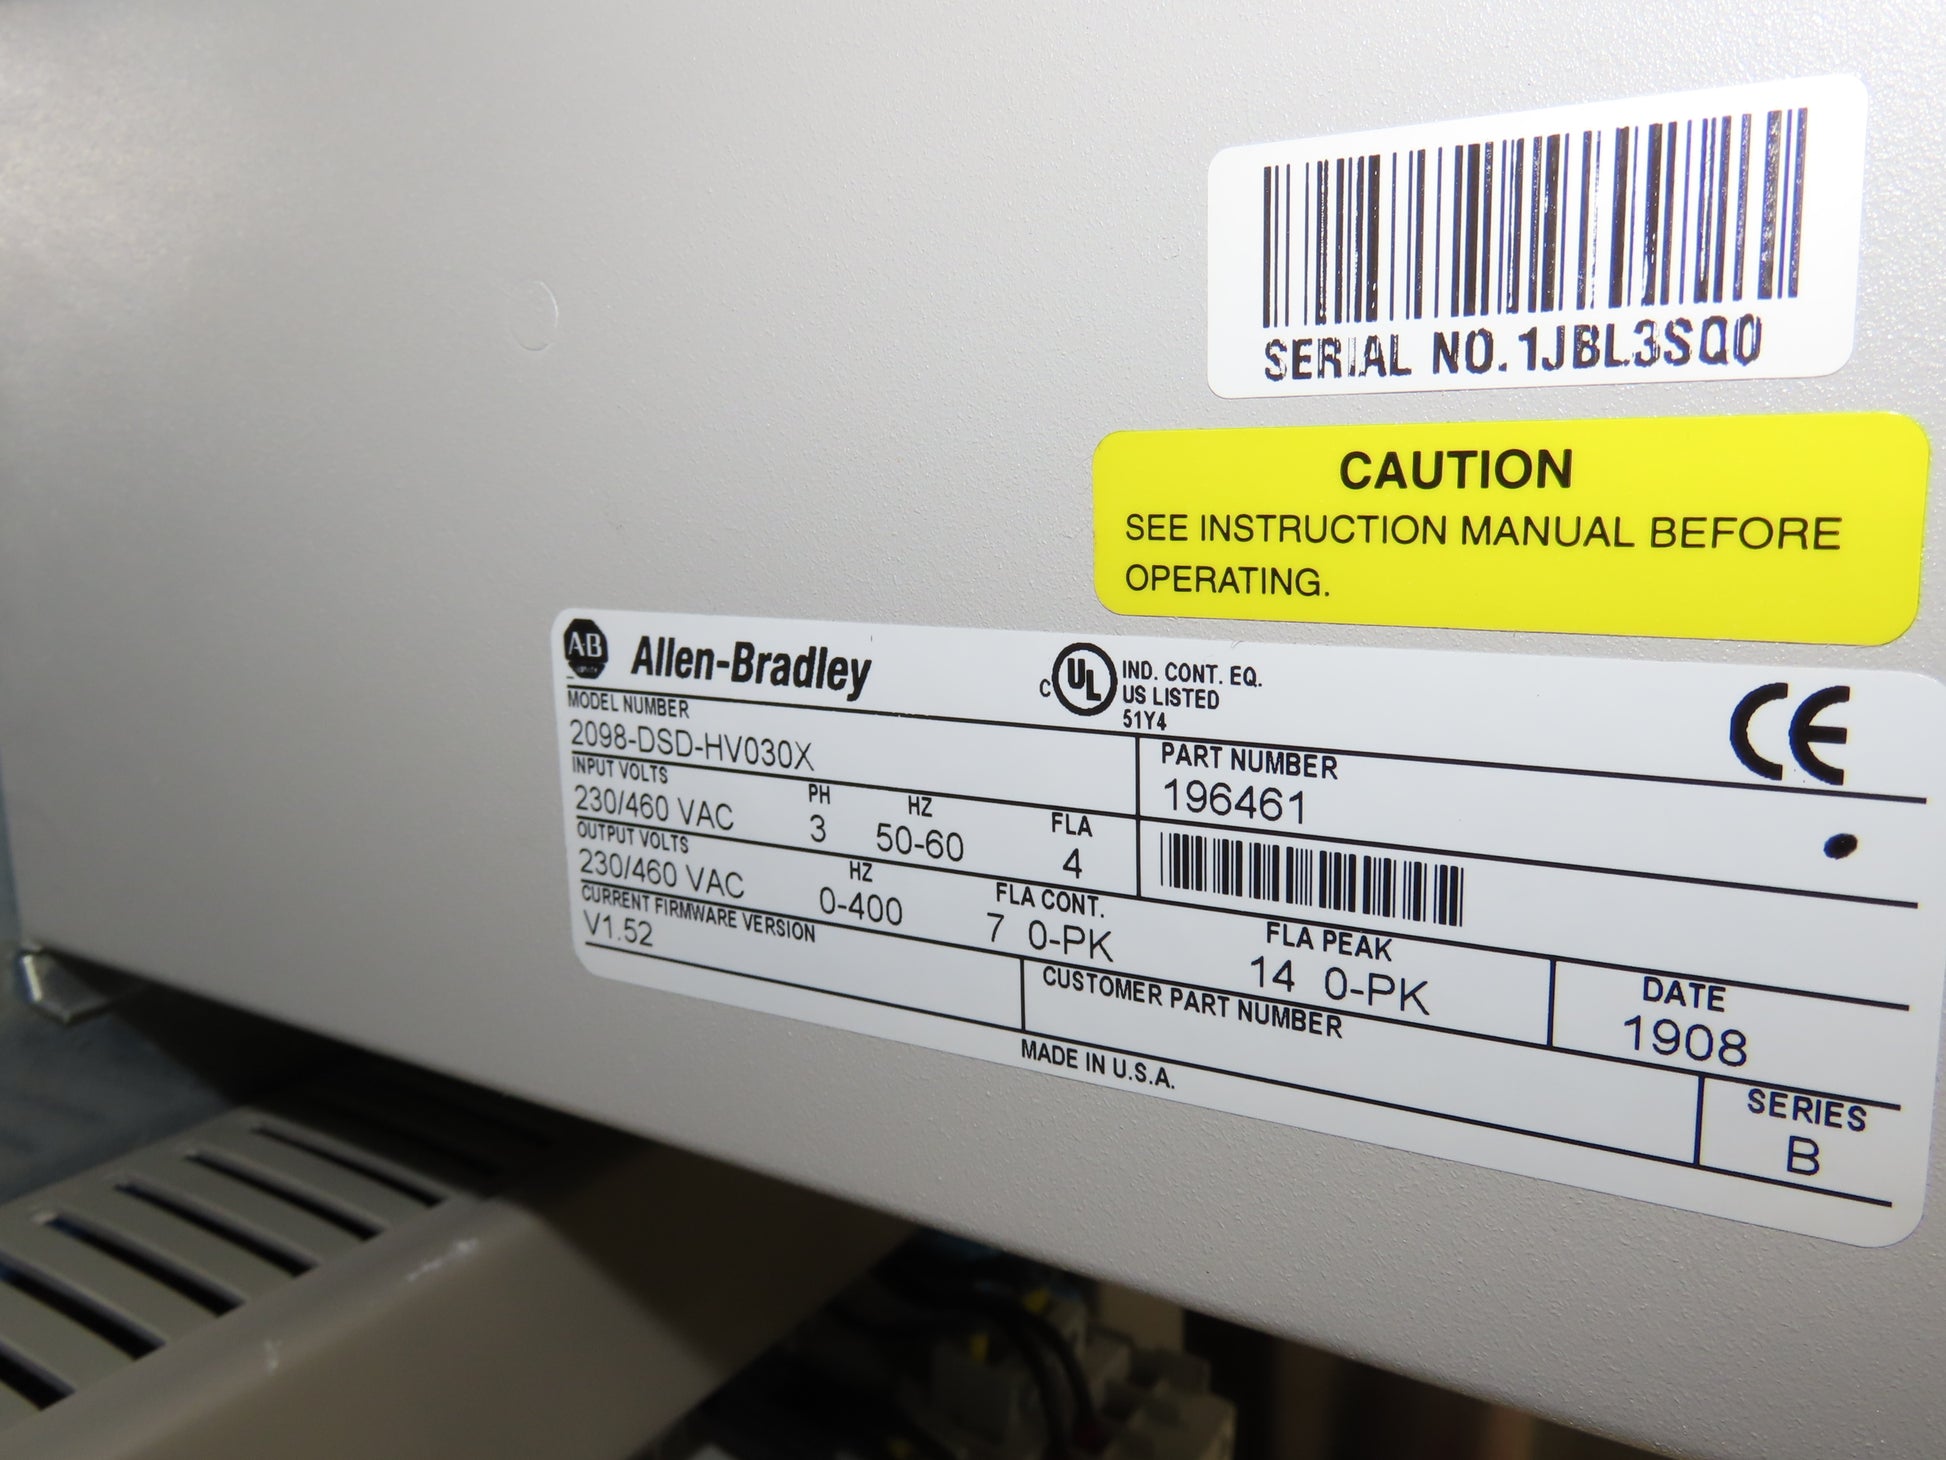 SERIAL NO. 1JBL3SQ0
CAUTION
SEE INSTRUCTION MANUAL BEFORE
OPERATING.
AB Allen-Bradley
C UL IND. CONT. EQ.
US LISTED
51Y4
CE
MODEL NUMBER
2098-DSD-HV030X
PART NUMBER
196461
INPUT VOLTS PH HZ FLA
230/460 VAC 3 50-60 4
OUTPUT VOLTS HZ FLA CONT. FLA PEAK
230/460 VAC 0-400 7 0-PK 14 0-PK
DATE
1908
CURRENT FIRMWARE VERSION
V1.52
CUSTOMER PART NUMBER
SERIES
B
MADE IN U.S.A.